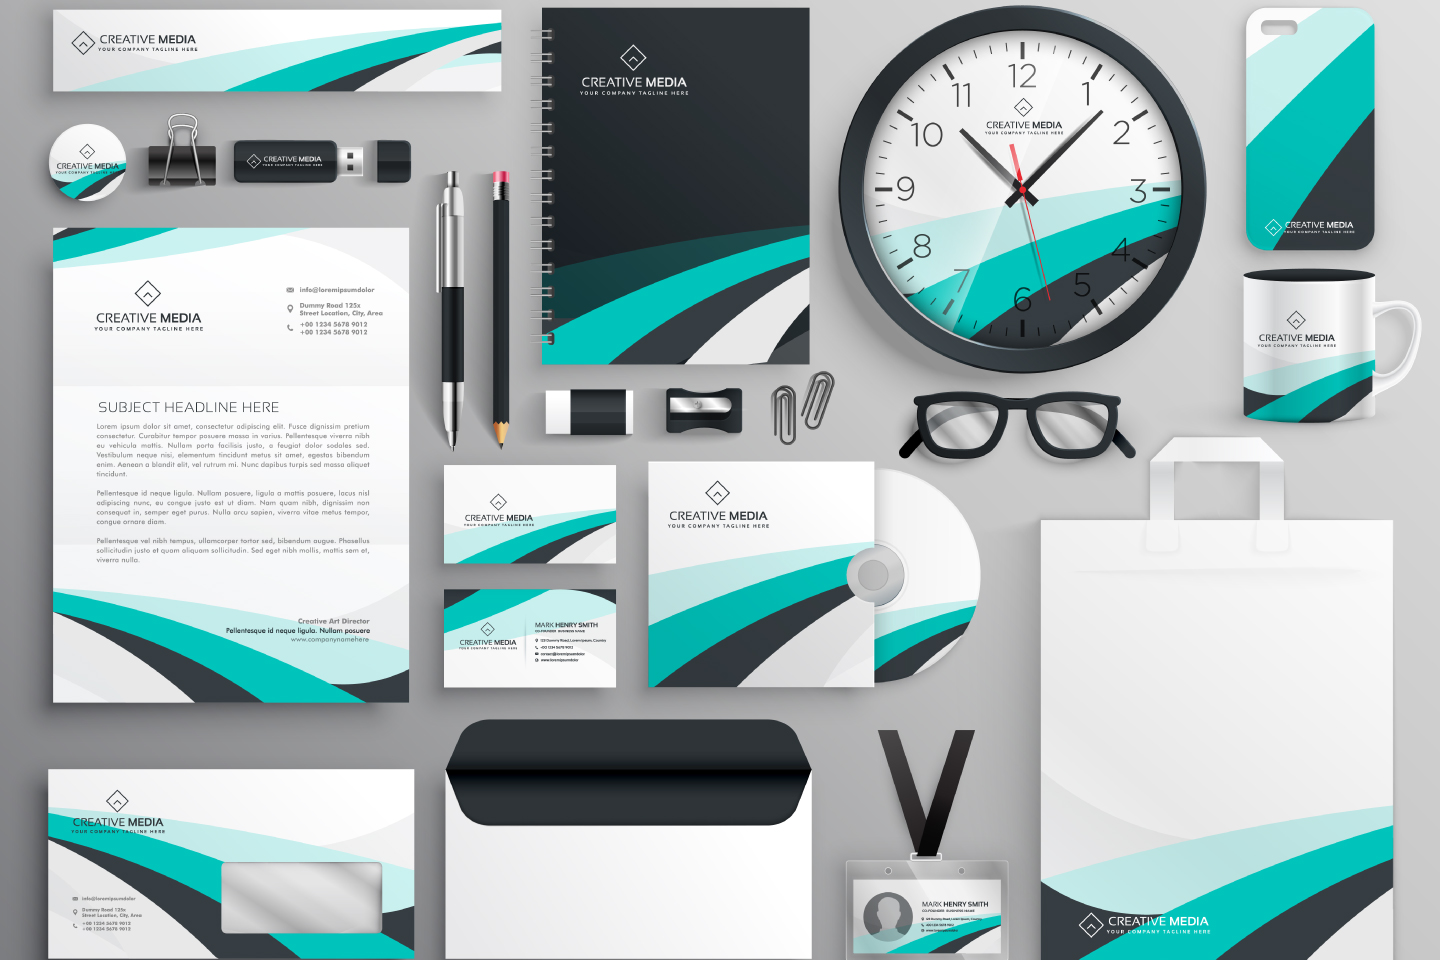 CREATIVE MEDIA
YOUR COMPANY TAGLINE HERE
CREATIVE MEDIA
YOUR COMPANY TAGLINE HERE
CREATIVE MEDIA
CREATIVE MEDIA
YOUR COMPANY TAGLINE HERE
12
1
2
3
4
5
6
7
8
9
10
11
CREATIVE MEDIA
YOUR COMPANY TAGLINE HERE
CREATIVE MEDIA
YOUR COMPANY TAGLINE HERE
CREATIVE MEDIA
YOUR COMPANY TAGLINE HERE
CREATIVE MEDIA
YOUR COMPANY TAGLINE HERE
info@loremipsumdolor
Dummy Road 125x
Street Location, City, Area
+00 1234 5678 9012
+00 1234 5678 9012
SUBJECT HEADLINE HERE
Lorem ipsum dolor sit amet, consectetur adipiscing elit. Fusce dignissim pretium
consectetur. Curabitur tempor posuere massa in varius. Pellentesque viverra nibh
eu vehicula mattis. Nullam porta facilisis justo, a feugiat dolor sodales sed.
Vestibulum neque nisi, elementum metus sit amet, egestas bibendum
enim. Aenean a blandit elit, vel rutrum mi. Nunc dapibus turpis sed massa aliquet
tincidunt.
Pellentesque id neque ligula. Nullam posuere, ligula a mattis posuere, lacus nisl
adipiscing nunc, eu congue justo est ut diam. Nam quam nibh, dignissim non
consequat in, semper eget purus. Nulla arcu sapien, viverra vitae metus tempor,
congue ornare diam.
Pellentesque vel nibh tempus, ullamcorper tortor sed, bibendum augue. Phasellus
sollicitudin justo et quam aliquam sollicitudin. Sed eget nibh mollis, mattis sem et,
viverra nulla.
Creative Art Director
Pellentesque id neque ligula. Nullam posuere
www.companynamehere
CREATIVE MEDIA
YOUR COMPANY TAGLINE HERE
CREATIVE MEDIA
YOUR COMPANY TAGLINE HERE
MARK HENRY SMITH
CO-FOUNDER BUSINESS NAME
123 Dummy Road, Lorem Ipsum, Country
+00 1234 5678 9012
contact@loremipsumdolor
www.loremipsumdolor
CREATIVE MEDIA
YOUR COMPANY TAGLINE HERE
CREATIVE MEDIA
YOUR COMPANY TAGLINE HERE
info@loremipsumdolor
Dummy Road 125x
Street Location, City, Area
+00 1234 5678 9012
+00 1234 5678 9012
MARK HENRY SMITH
CO-FOUNDER BUSINESS NAME
CREATIVE MEDIA
YOUR COMPANY TAGLINE HERE